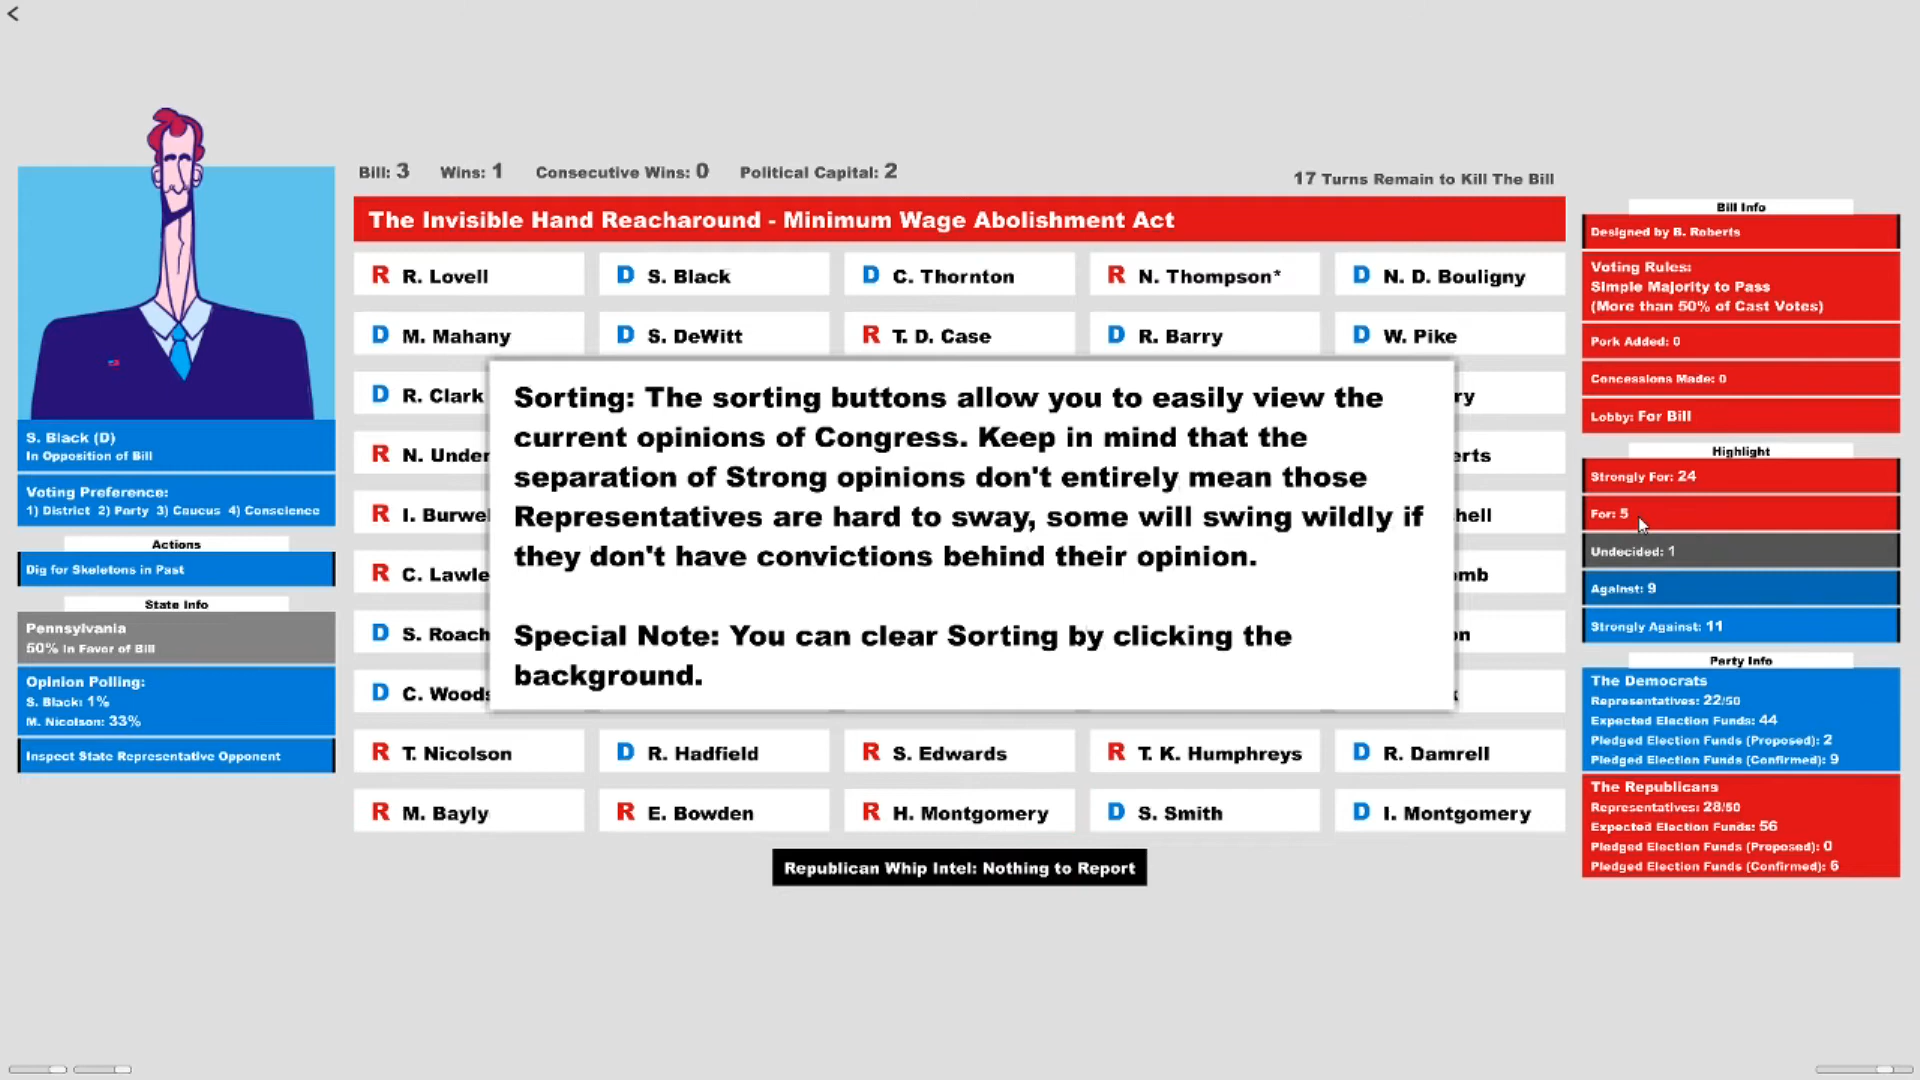 Bill: 3 Wins: 1 Consecutive Wins: 0 Political Capital: 2
17 Turns Remain to Kill The Bill
The Invisible Hand Reacharound - Minimum Wage Abolishment Act
S. Black (D)
In Opposition of Bill
Voting Preference:
1) District 2) Party 3) Caucus 4) Conscience
Actions
Dig for Skeletons in Past
State Info
Pennsylvania
50% In Favor of Bill
Opinion Polling:
S. Black: 1%
M. Nicolson: 33%
Inspect State Representative Opponent
R R. Lovell D S. Black D C. Thornton R N. Thompson* D N. D. Bouligny
D M. Mahany D S. DeWitt R T. D. Case D R. Barry D W. Pike
D R. Clark ry
R N. Under erts
R I. Burwe hell
R C. Lawle mb
D S. Roach n
D C. Woods
R T. Nicolson D R. Hadfield R S. Edwards R T. K. Humphreys D R. Damrell
R M. Bayly R E. Bowden R H. Montgomery D S. Smith D I. Montgomery
Sorting: The sorting buttons allow you to easily view the
current opinions of Congress. Keep in mind that the
separation of Strong opinions don't entirely mean those
Representatives are hard to sway, some will swing wildly if
they don't have convictions behind their opinion.
Special Note: You can clear Sorting by clicking the
background.
Republican Whip Intel: Nothing to Report
Bill Info
Designed by B. Roberts
Voting Rules:
Simple Majority to Pass
(More than 50% of Cast Votes)
Pork Added: 0
Concessions Made: 0
Lobby: For Bill
Highlight
Strongly For: 24
For: 5
Undecided: 1
Against: 9
Strongly Against: 11
Party Info
The Democrats
Representatives: 22/50
Expected Election Funds: 44
Pledged Election Funds (Proposed): 2
Pledged Election Funds (Confirmed): 9
The Republicans
Representatives: 28/50
Expected Election Funds: 56
Pledged Election Funds (Proposed): 0
Pledged Election Funds (Confirmed): 6